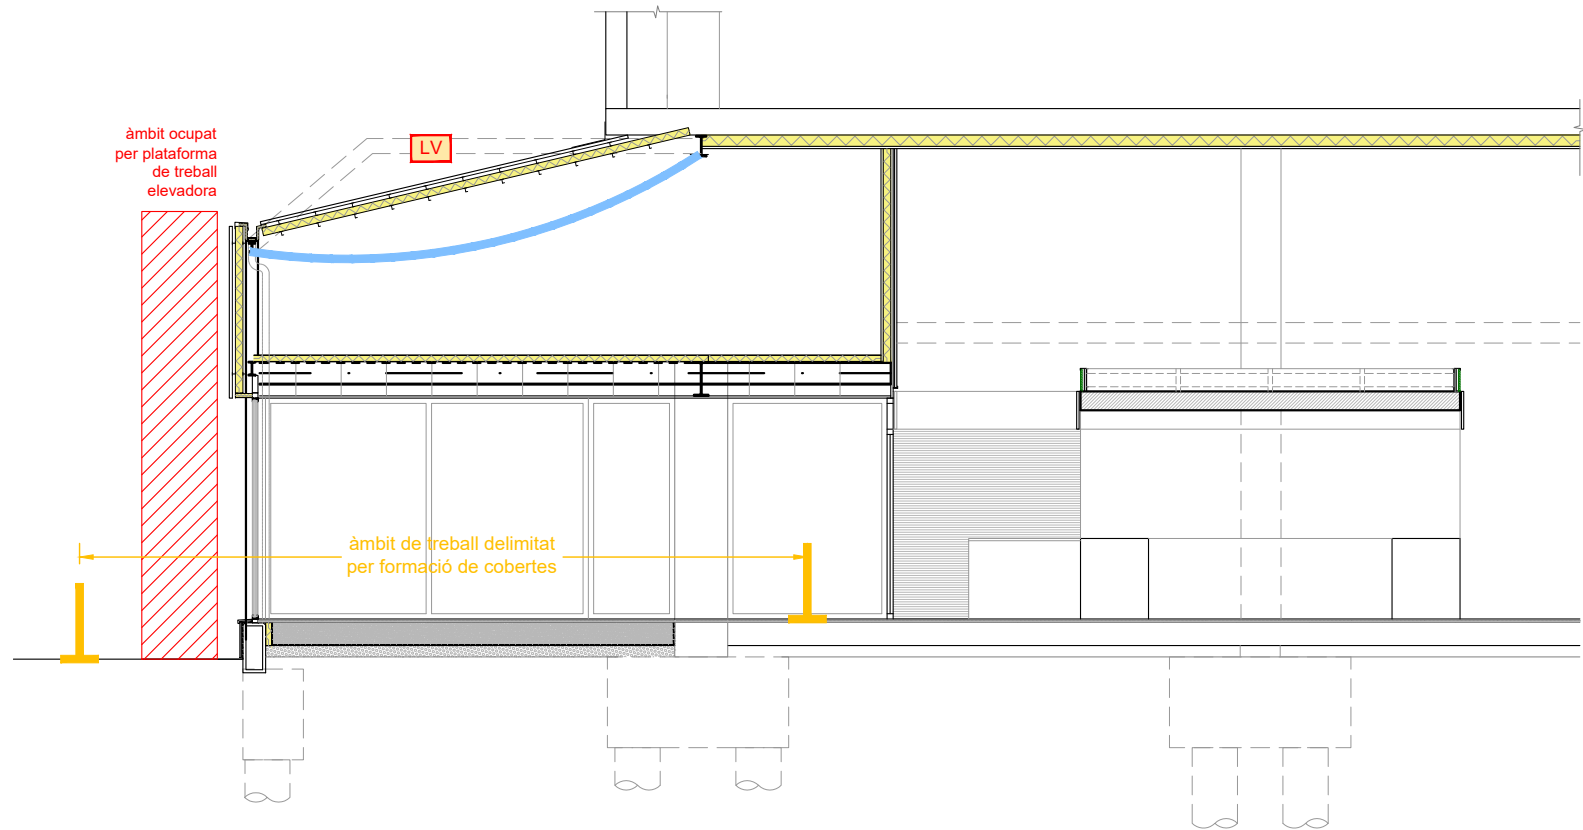 àmbit ocupat
per plataforma
de treball
elevadora
LV
àmbit de treball delimitat
per formació de cobertes